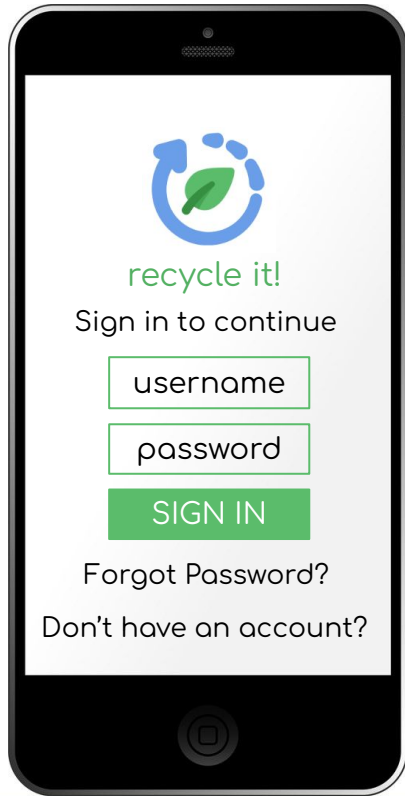 recycle it!
Sign in to continue
username
password
SIGN IN
Forgot Password?
Don't have an account?